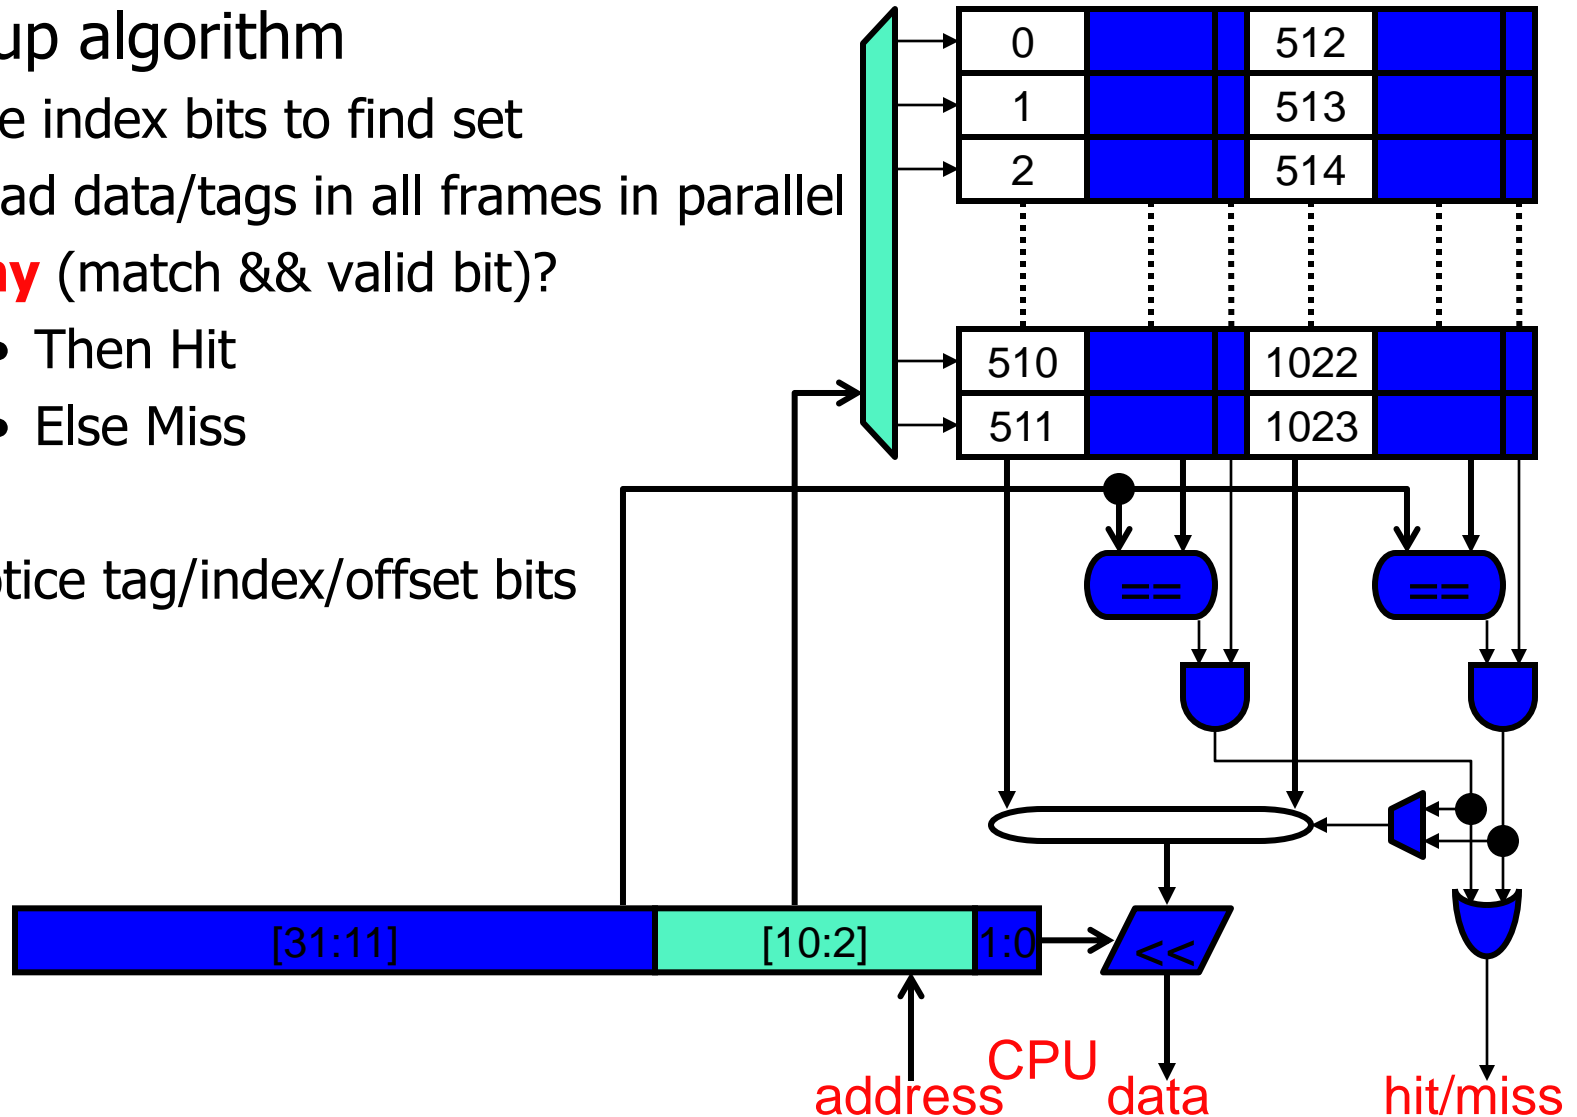 up algorithm
e index bits to find set
ad data/tags in all frames in parallel
ny (match && valid bit)?
• Then Hit
• Else Miss
otice tag/index/offset bits
0 512
1 513
2 514
510 1022
511 1023
== ==
[31:11] [10:2] 1:0 <<
CPU
address data hit/miss